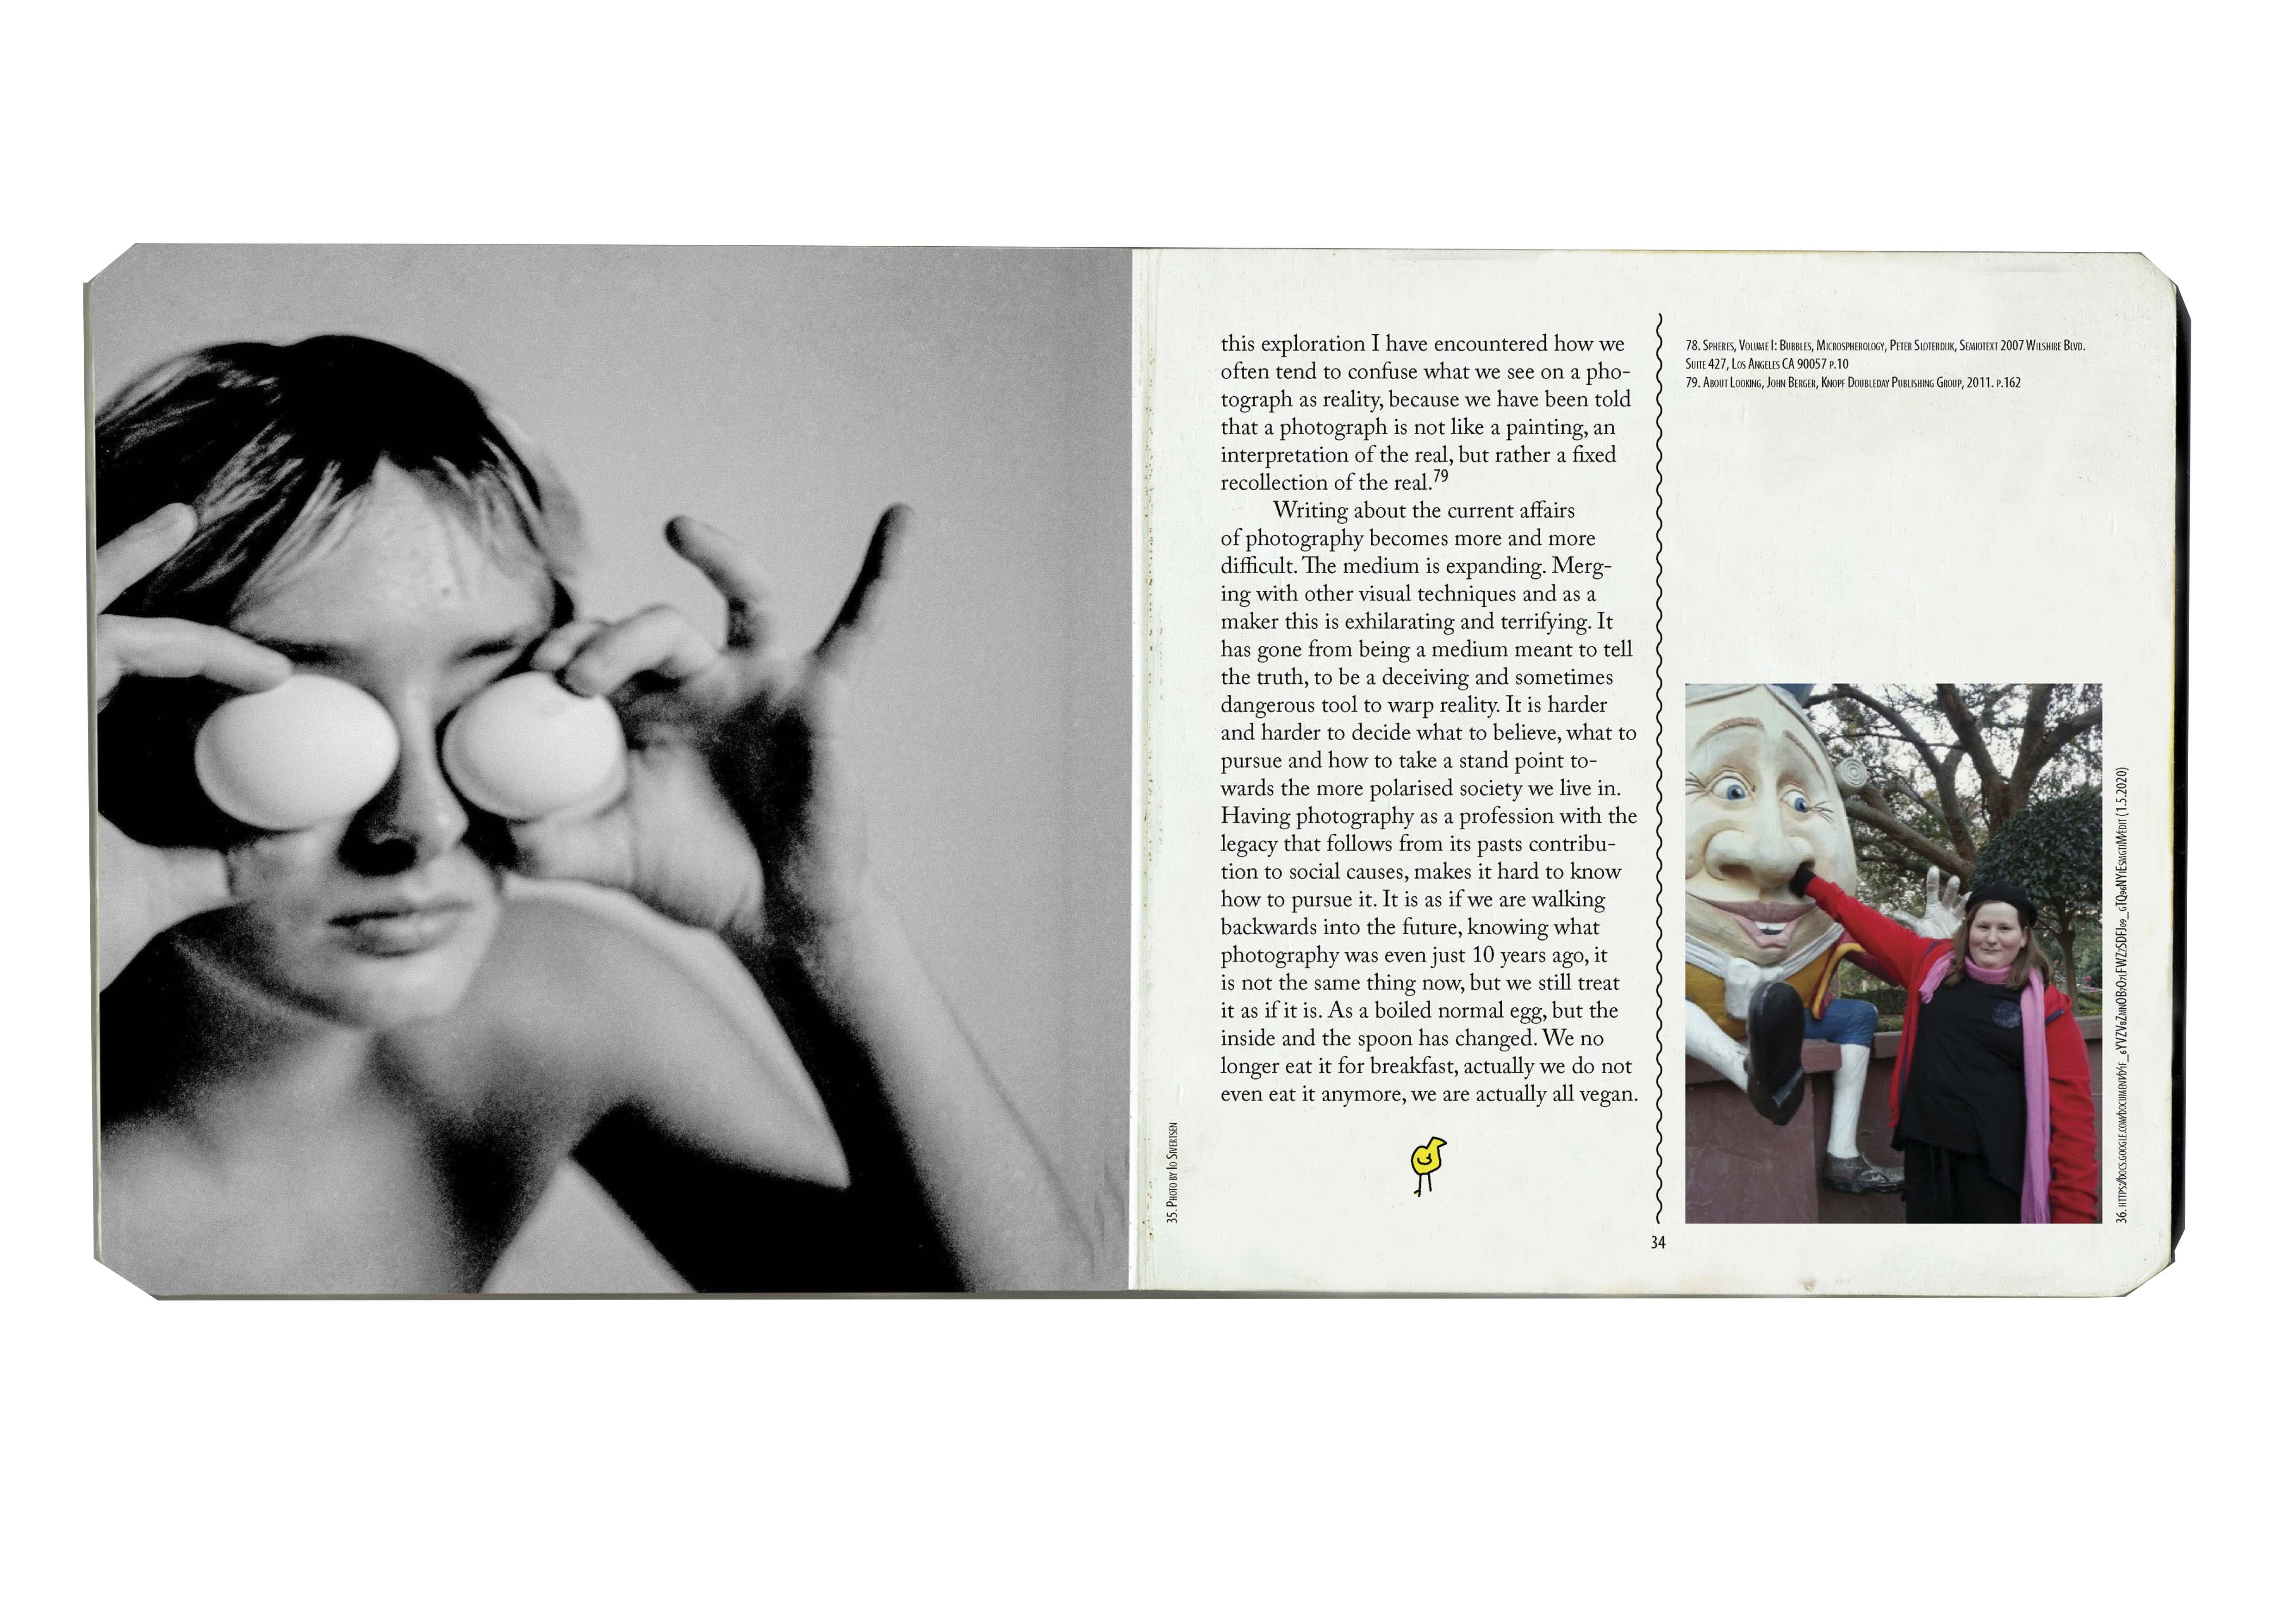 this exploration I have encountered how we
often tend to confuse what we see on a pho-
tograph as reality, because we have been told
that a photograph is not like a painting, an
interpretation of the real, but rather a fixed
recollection of the real.79
Writing about the current affairs
of photography becomes more and more
difficult. The medium is expanding. Merg-
ing with other visual techniques and as a
maker this is exhilarating and terrifying. It
has gone from being a medium meant to tell
the truth, to be a deceiving and sometimes
dangerous tool to warp reality. It is harder
and harder to decide what to believe, what to
pursue and how to take a stand point to-
wards the more polarised society we live in.
Having photography as a profession with the
legacy that follows from its pasts contribu-
tion to social causes, makes it hard to know
how to pursue it. It is as if we are walking
backwards into the future, knowing what
photography was even just 10 years ago, it
is not the same thing now, but we still treat
it as if it is. As a boiled normal egg, but the
inside and the spoon has changed. We no
longer eat it for breakfast, actually we do not
even eat it anymore, we are actually all vegan.
35. Photo by Io Sivertsen
34
78. Spheres, Volume I: Bubbles, Microspherology, Peter Sloterdijk, Semiotext 2007 Wilshire Blvd.
Suite 427, Los Angeles CA 90057 p.10
79. About Looking, John Berger, Knopf Doubleday Publishing Group, 2011. p.162
36. (1.5.2020)